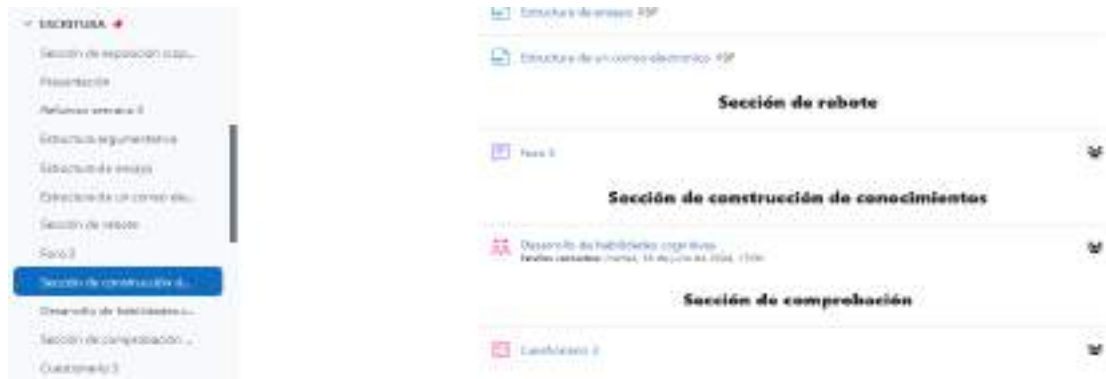 ESCRITURA
Sección de exposición
Presentación
Refuerzo semana 3
Estructura argumentativa
Estructura de ensayo
Estructura de un correo
Sección de rebote
Foro 3
Sección de construcción d...
Desarrollo de habilidades
Sección de comprobación ...
Cuestionario 3
Estructura de ensayo PDF
Estructura de un correo electrónico PDF
Sección de rebote
Foro 3
Sección de construcción de conocimientos
Desarrollo de habilidades cognitivas
Sección de comprobación
Cuestionario 3